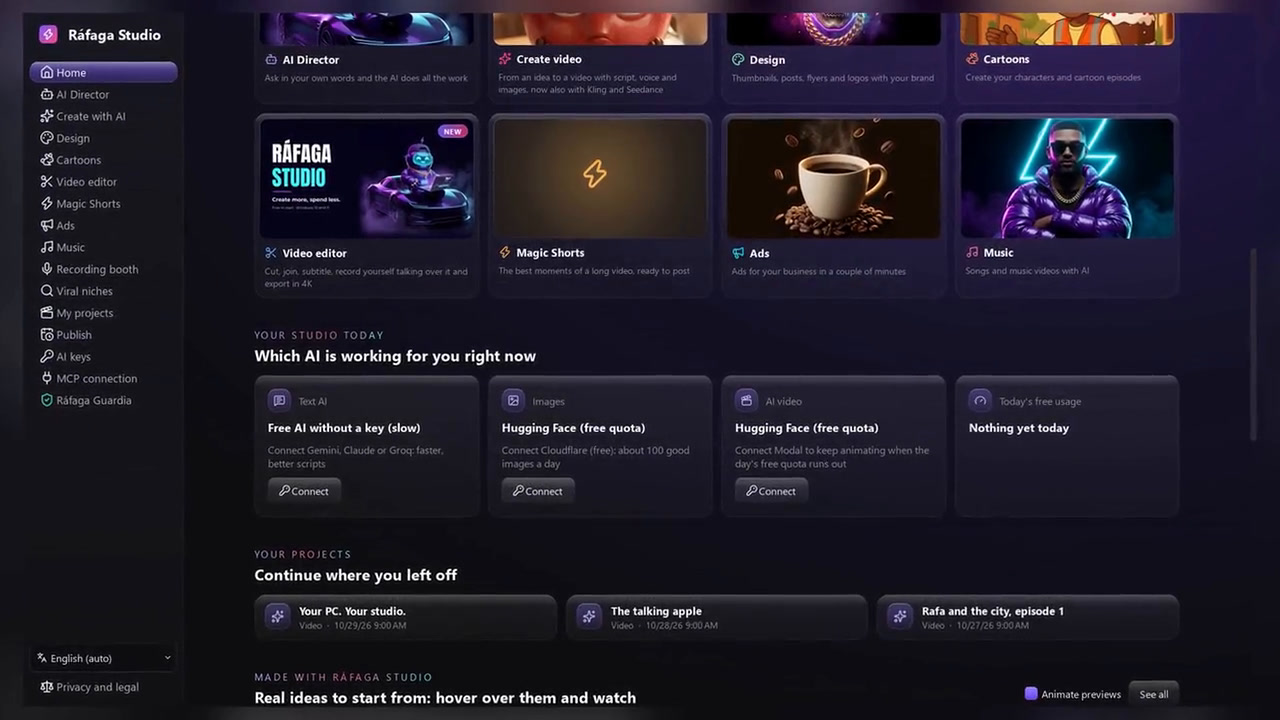 Ráfaga Studio
Home
AI Director
Create with AI
Design
Cartoons
Video editor
Magic Shorts
Ads
Music
Recording booth
Viral niches
My projects
Publish
AI keys
MCP connection
Ráfaga Guardia
English (auto)
Privacy and legal
AI Director
Ask in your own words and the AI does all the work
Create video
From an idea to a video with script, voice and
images, now also with Kling and Seedance
Design
Thumbnails, posts, flyers and logos with your brand
Cartoons
Create your characters and cartoon episodes
NEW
RÁFAGA
STUDIO
Create more, spend less.
Video editor
Cut, join, subtitle, record yourself talking over it and
export in 4K
Magic Shorts
The best moments of a long video, ready to post
Ads
Ads for your business in a couple of minutes
Music
Songs and music videos with AI
YOUR STUDIO TODAY
Which AI is working for you right now
Text AI
Free AI without a key (slow)
Connect Gemini, Claude or Groq: faster,
better scripts
Connect
Images
Hugging Face (free quota)
Connect Cloudflare (free): about 100 good
images a day
Connect
AI video
Hugging Face (free quota)
Connect Modal to keep animating when the
day's free quota runs out
Connect
Today's free usage
Nothing yet today
YOUR PROJECTS
Continue where you left off
Your PC. Your studio.
Video · 10/29/26 9:00 AM
The talking apple
Video · 10/28/26 9:00 AM
Rafa and the city, episode 1
Video · 10/27/26 9:00 AM
MADE WITH RÁFAGA STUDIO
Real ideas to start from: hover over them and watch
Animate previews
See all